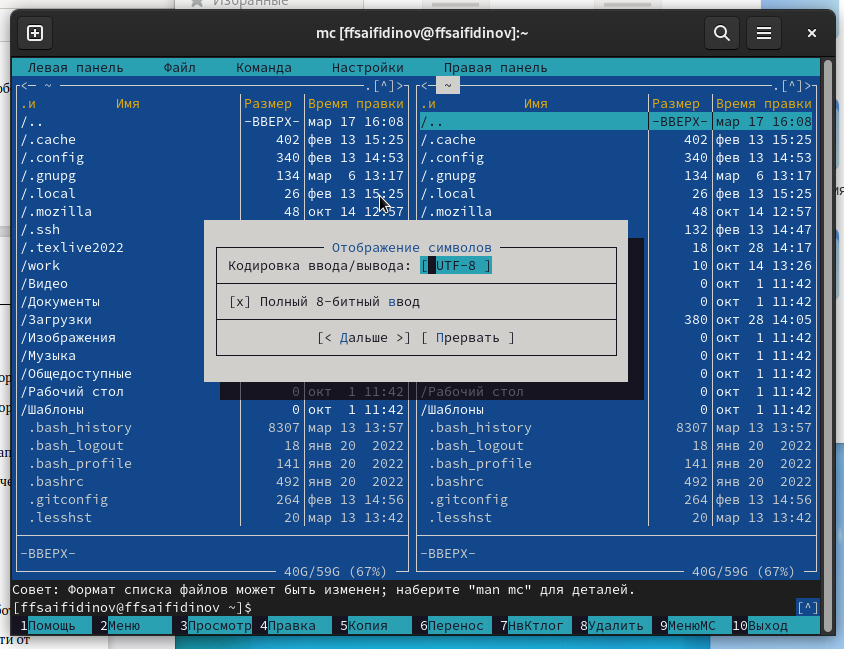 Избранные
mc [ffsaifidinov@ffsaifidinov]:~
Левая панель Файл Команда Настройки Правая панель
<─ ~ .[^]> <─ ~ .[^]>
.и Имя Размер Время правки .и Имя Размер Время правки
/.. -ВВЕРХ- мар 17 16:08 /.. -ВВЕРХ- мар 17 16:08
/.cache 402 фев 13 15:25 /.cache 402 фев 13 15:25
/.config 340 фев 13 14:53 /.config 340 фев 13 14:53
/.gnupg 134 мар 6 13:17 /.gnupg 134 мар 6 13:17
/.local 26 фев 13 15:25 /.local 26 фев 13 15:25
/.mozilla 48 окт 14 12:57 /.mozilla 48 окт 14 12:57
/.ssh 132 фев 13 14:47
/.texlive2022 Отображение символов 18 окт 28 14:17
/work Кодировка ввода/вывода: [ UTF-8 ] 10 окт 14 13:26
/Видео 0 окт 1 11:42
/Документы [x] Полный 8-битный ввод 0 окт 1 11:42
/Загрузки 380 окт 28 14:05
/Изображения [< Дальше >] [ Прервать ] 0 окт 1 11:42
/Музыка 0 окт 1 11:42
/Общедоступные 0 окт 1 11:42
/Рабочий стол 0 окт 1 11:42 /Рабочий стол 0 окт 1 11:42
/Шаблоны 0 окт 1 11:42 /Шаблоны 0 окт 1 11:42
.bash_history 8307 мар 13 13:57 .bash_history 8307 мар 13 13:57
.bash_logout 18 янв 20 2022 .bash_logout 18 янв 20 2022
.bash_profile 141 янв 20 2022 .bash_profile 141 янв 20 2022
.bashrc 492 янв 20 2022 .bashrc 492 янв 20 2022
.gitconfig 264 фев 13 14:56 .gitconfig 264 фев 13 14:56
.lesshst 20 мар 13 13:42 .lesshst 20 мар 13 13:42
-ВВЕРХ- -ВВЕРХ-
40G/59G (67%) 40G/59G (67%)
Совет: Формат списка файлов может быть изменен; наберите "man mc" для деталей.
[ffsaifidinov@ffsaifidinov ~]$ [^]
1Помощь 2Меню 3Просмотр 4Правка 5Копия 6Перенос 7НвКтлог 8Удалить 9МенюMC 10Выход